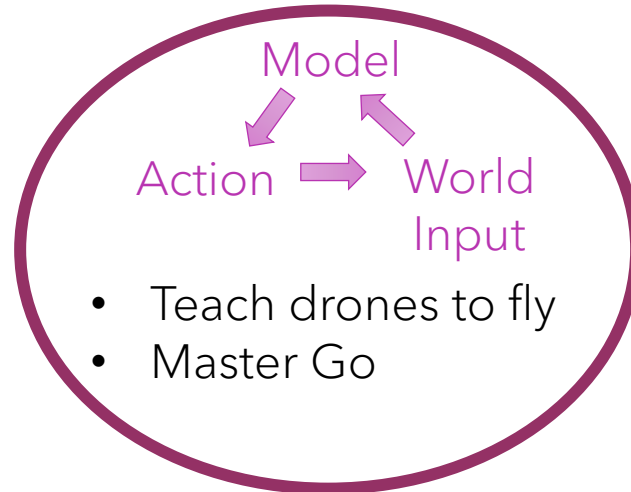 Model
Action
World
Input
• Teach drones to fly
• Master Go